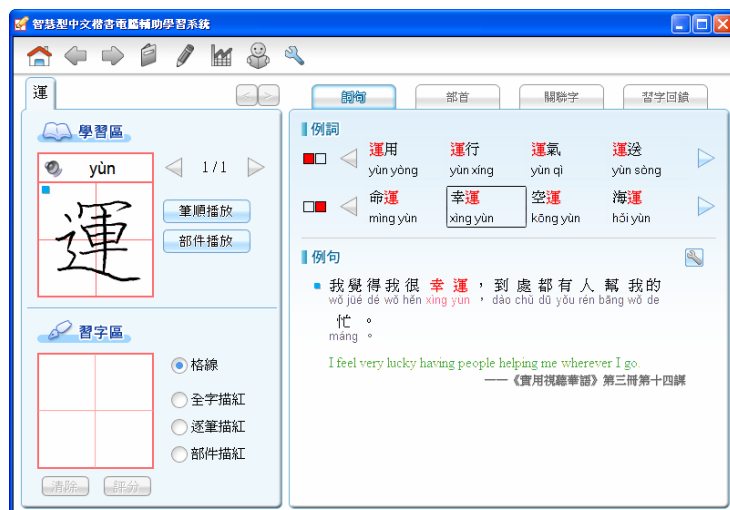 智慧型中文楷書電腦輔助學習系統
運
< >
詞句 部首 關聯字 習字回饋
學習區
yùn
1/1
運
筆順播放
部件播放
習字區
格線
全字描紅
逐筆描紅
部件描紅
清除 評分
例詞
運用 運行 運氣 運送
yùn yòng yùn xíng yùn qì yùn sòng
命運 幸運 空運 海運
mìng yùn xìng yùn kōng yùn hǎi yùn
例句
我覺得我很幸運，到處都有人幫我的
wǒ jüé dé wǒ hěn xìng yun ， dào chù dū yǒu rén bāng wǒ de
忙。
máng 。
I feel very lucky having people helping me wherever I go.
——《實用視聽華語》第三冊第十四課